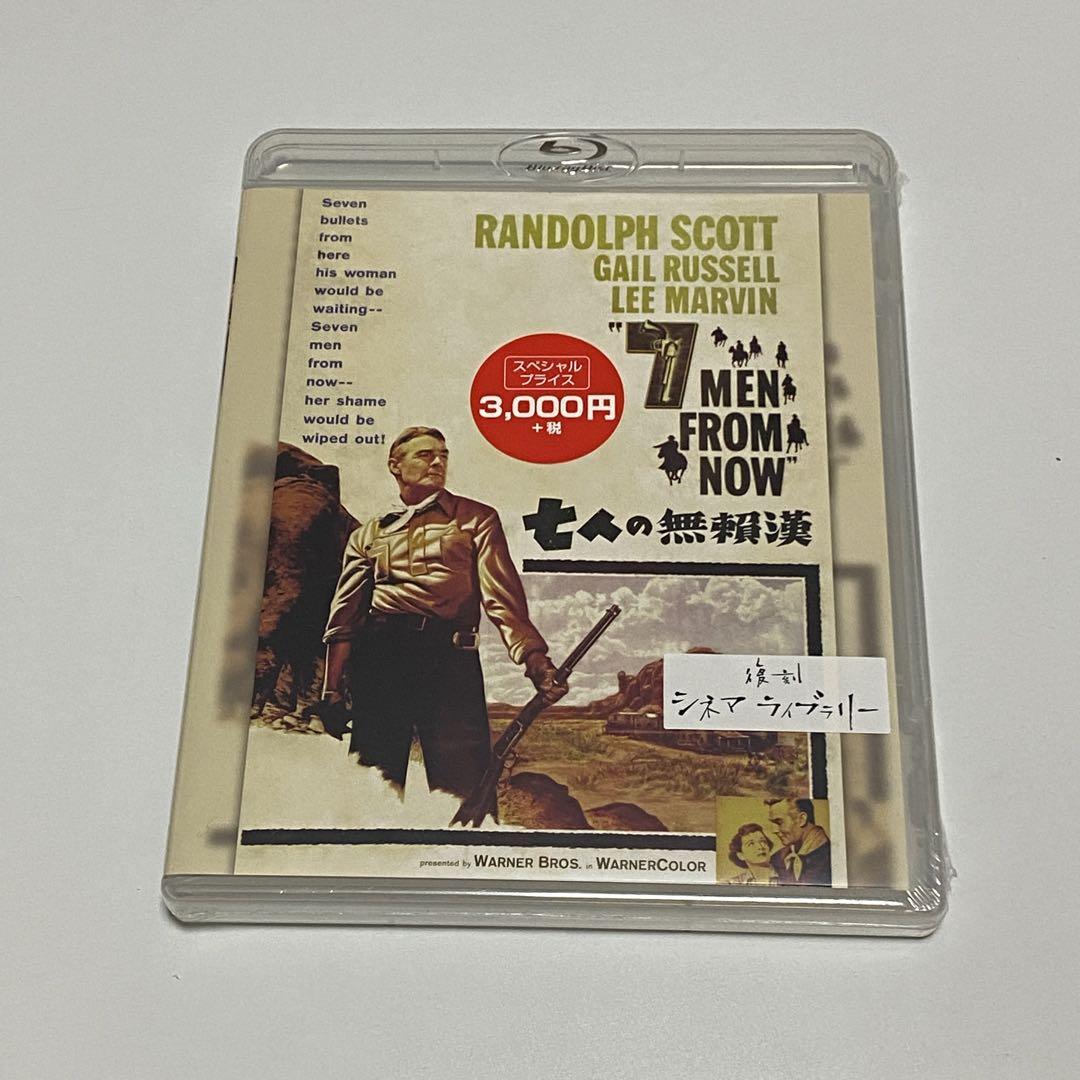 Seven
bullets
from
here
his woman
would be
waiting--
Seven
men
from
now--
her shame
would be
wiped out!
RANDOLPH SCOTT
GAIL RUSSELL
LEE MARVIN
"7
MEN
FROM
NOW"
スペシャル
プライス
3,000円
+税
七人の無頼漢
復刻
シネマ ライブラリー
presented by WARNER BROS. in WARNERCOLOR